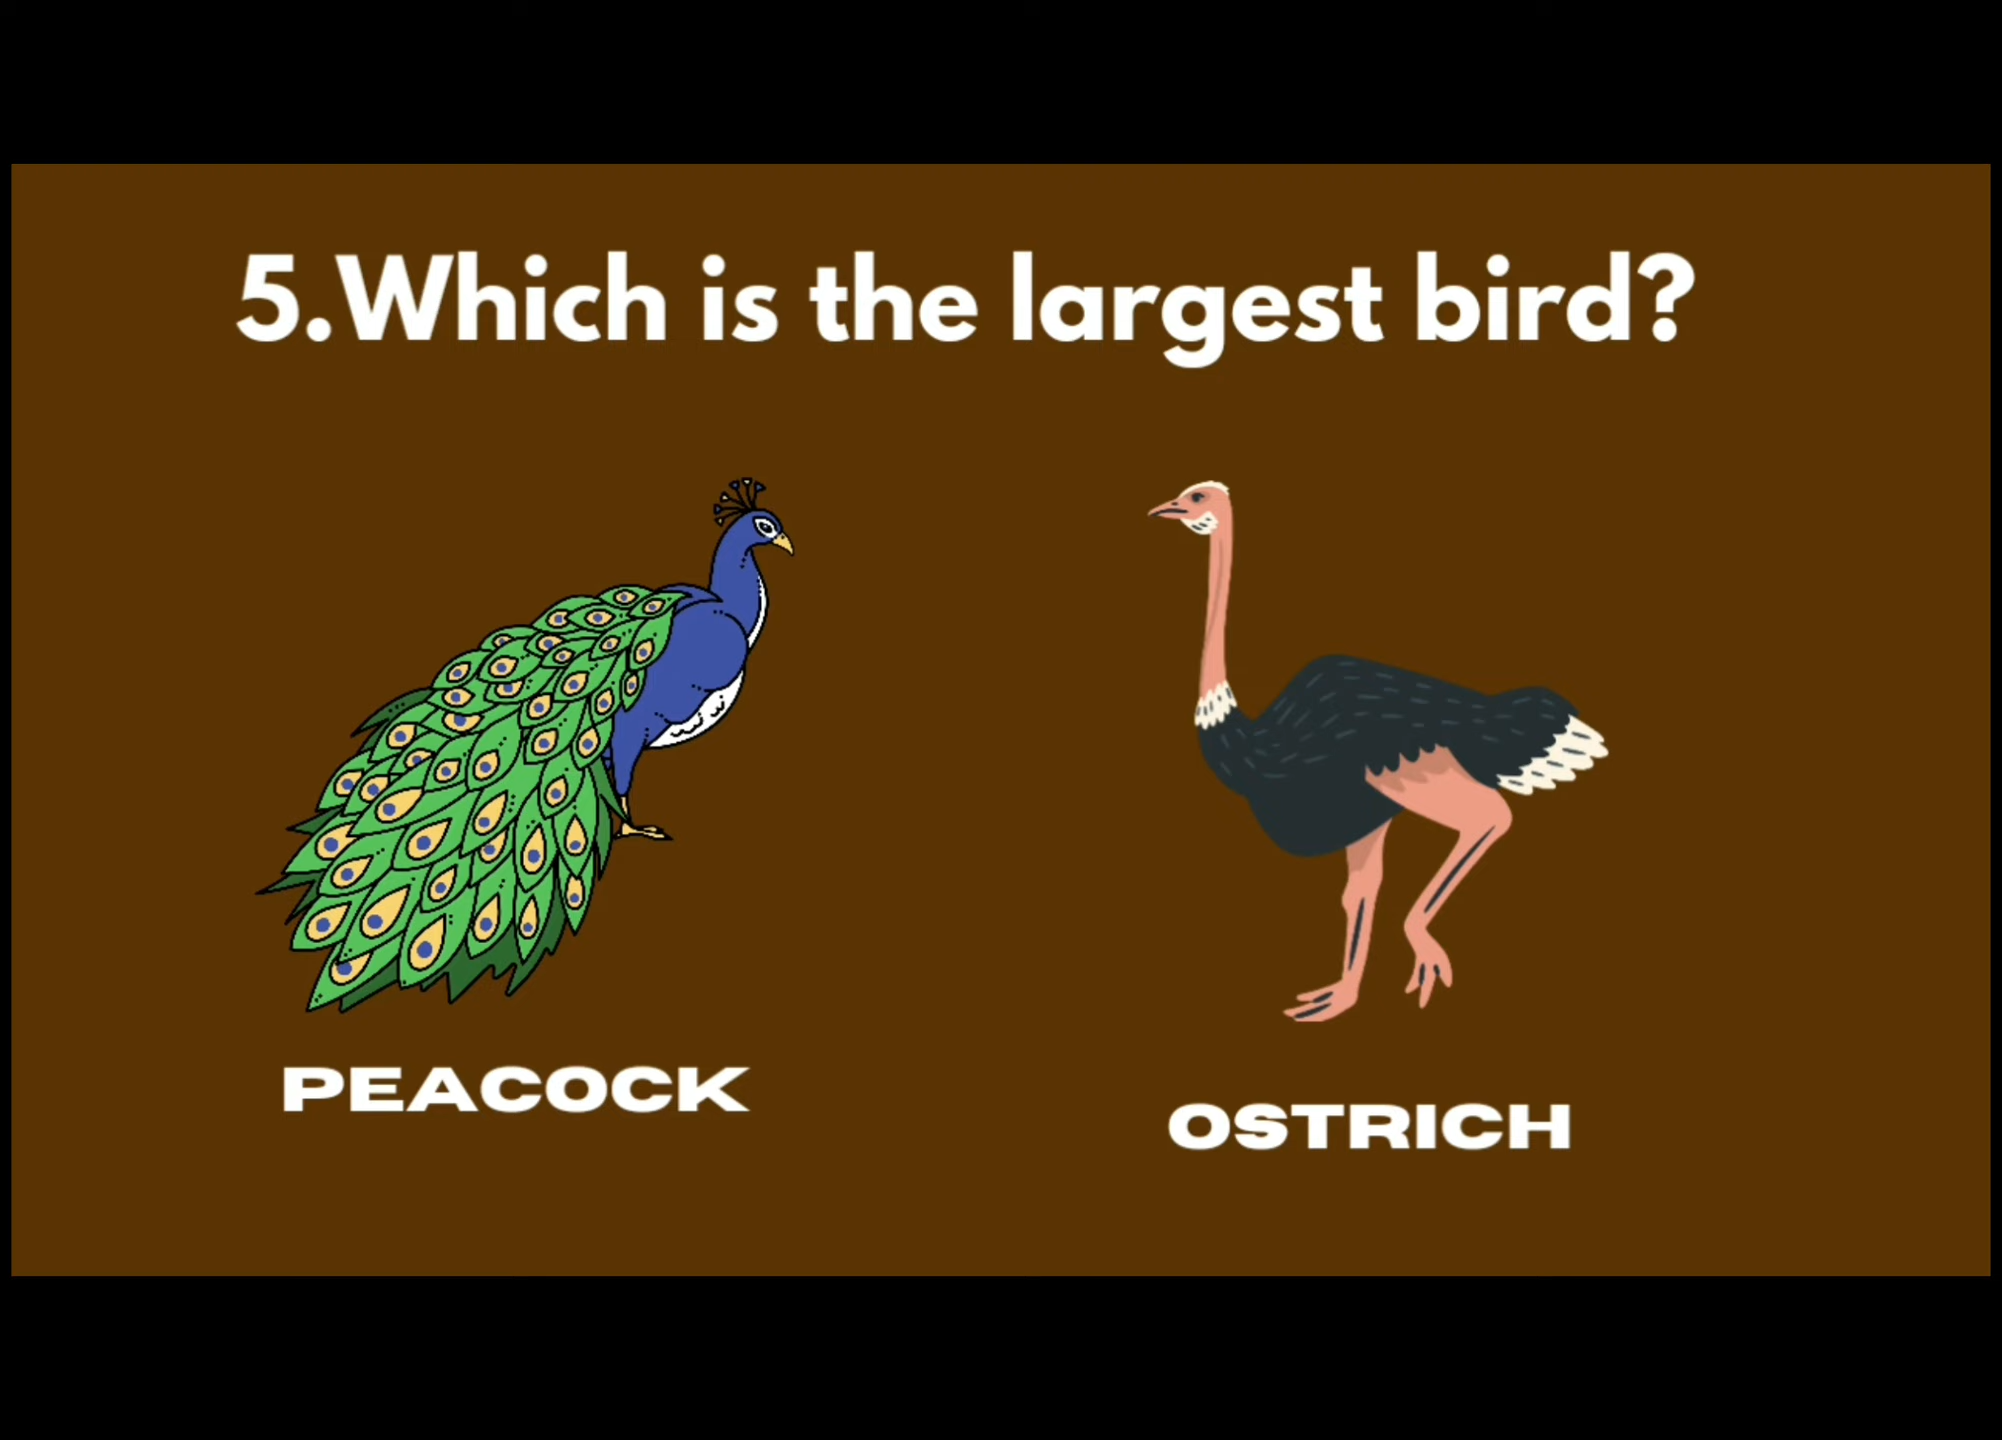 5.Which is the largest bird?
PEACOCK
OSTRICH